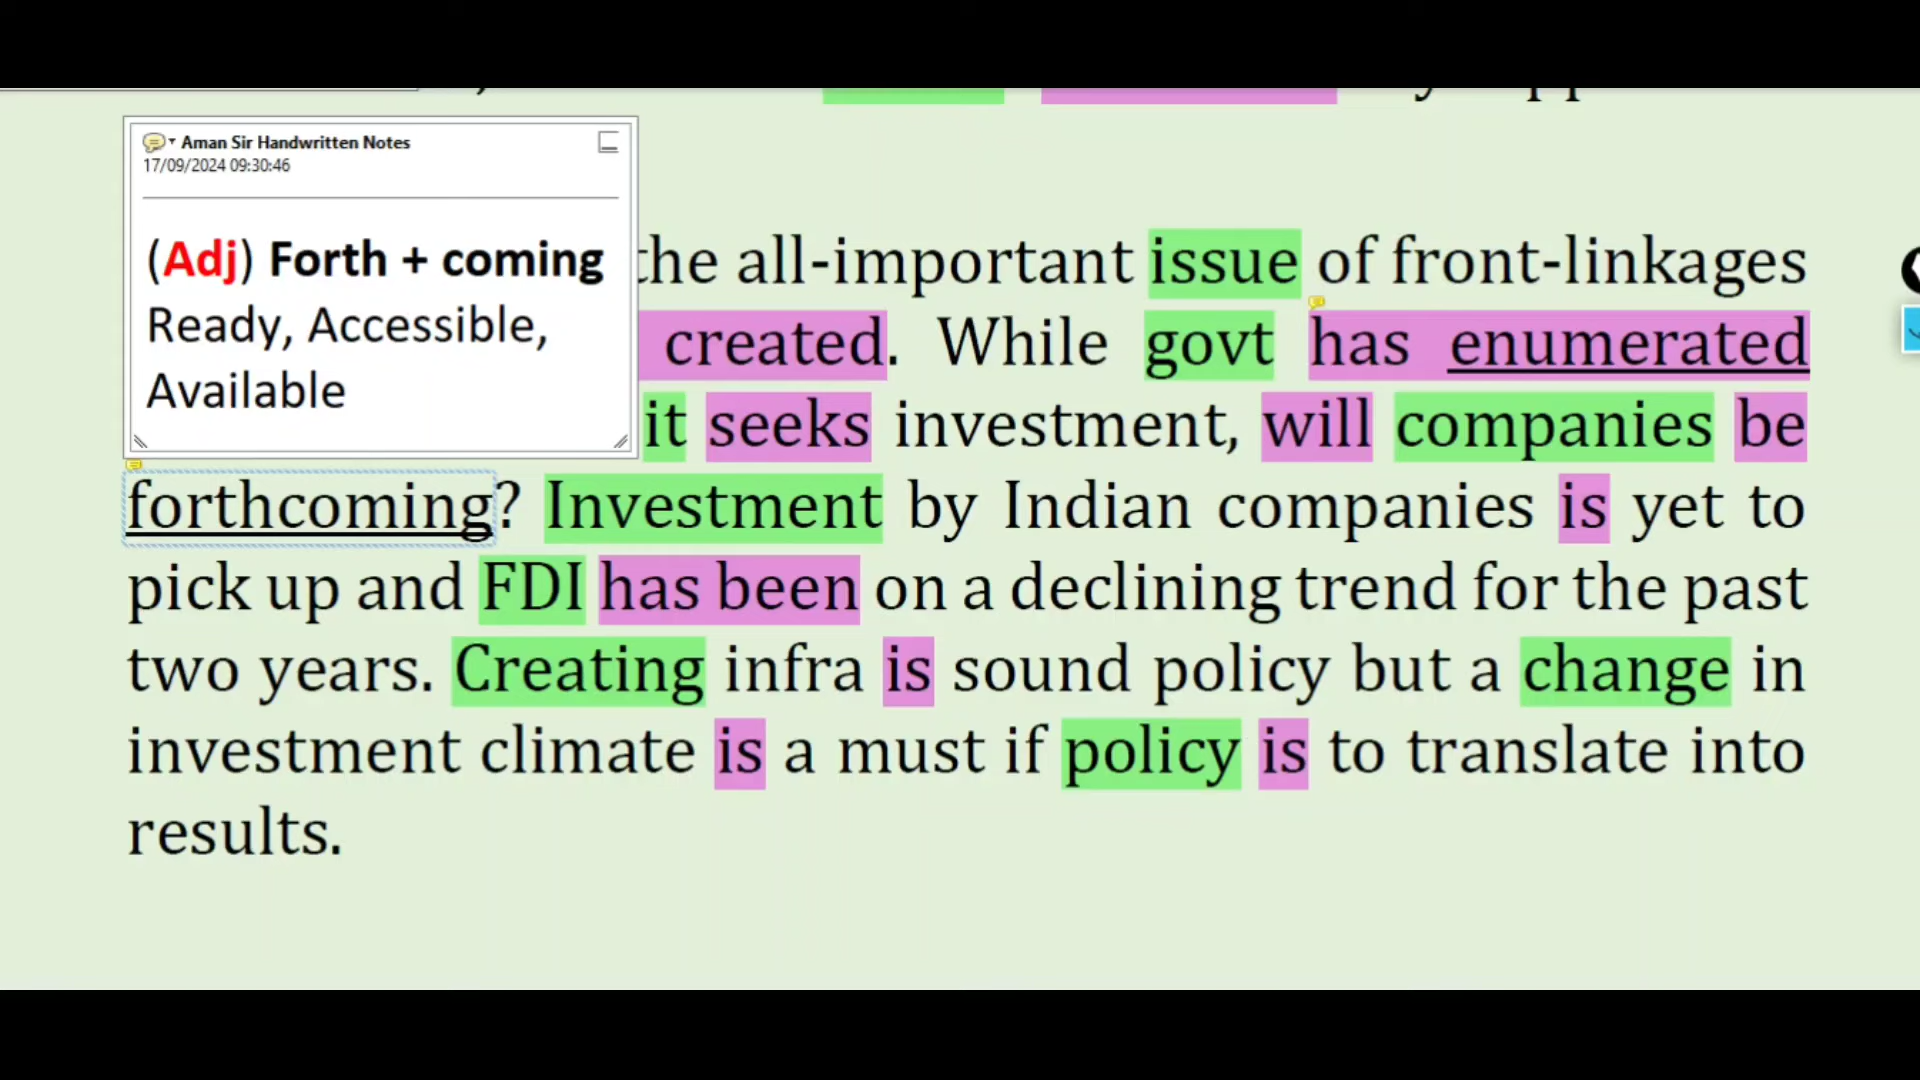 Aman Sir Handwritten Notes
17/09/2024 09:30:46
(Adj) Forth + coming
Ready, Accessible,
Available
the all-important issue of front-linkages
created. While govt has enumerated
it seeks investment, will companies be
forthcoming? Investment by Indian companies is yet to
pick up and FDI has been on a declining trend for the past
two years. Creating infra is sound policy but a change in
investment climate is a must if policy is to translate into
results.